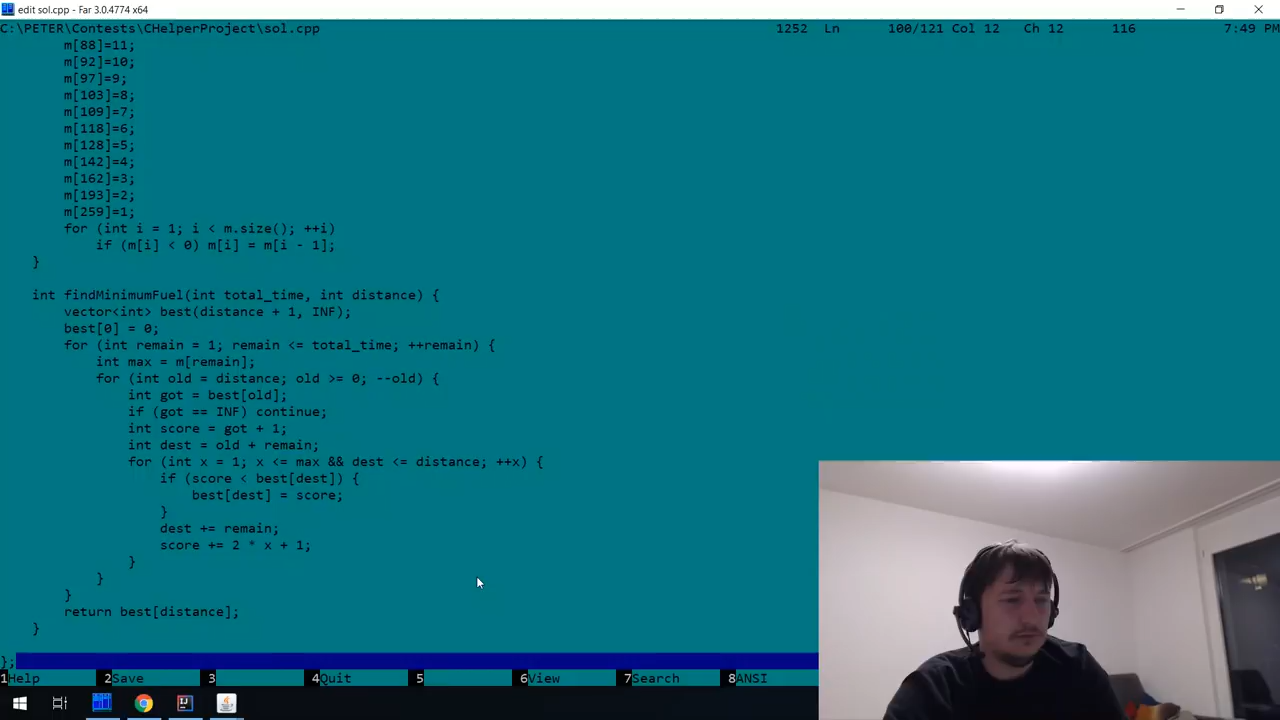 edit sol.cpp - Far 3.0.4774 x64
C:\PETER\Contests\CHelperProject\sol.cpp 1252 Ln 100/121 Col 12 Ch 12 116 7:49 PM
m[88]=11;
m[92]=10;
m[97]=9;
m[103]=8;
m[109]=7;
m[118]=6;
m[128]=5;
m[142]=4;
m[162]=3;
m[193]=2;
m[259]=1;
for (int i = 1; i < m.size(); ++i)
if (m[i] < 0) m[i] = m[i - 1];
}
int findMinimumFuel(int total_time, int distance) {
vector<int> best(distance + 1, INF);
best[0] = 0;
for (int remain = 1; remain <= total_time; ++remain) {
int max = m[remain];
for (int old = distance; old >= 0; --old) {
int got = best[old];
if (got == INF) continue;
int score = got + 1;
int dest = old + remain;
for (int x = 1; x <= max && dest <= distance; ++x) {
if (score < best[dest]) {
best[dest] = score;
}
dest += remain;
score += 2 * x + 1;
}
}
}
return best[distance];
}
};
1Help 2Save 3 4Quit 5 6View 7Search 8ANSI